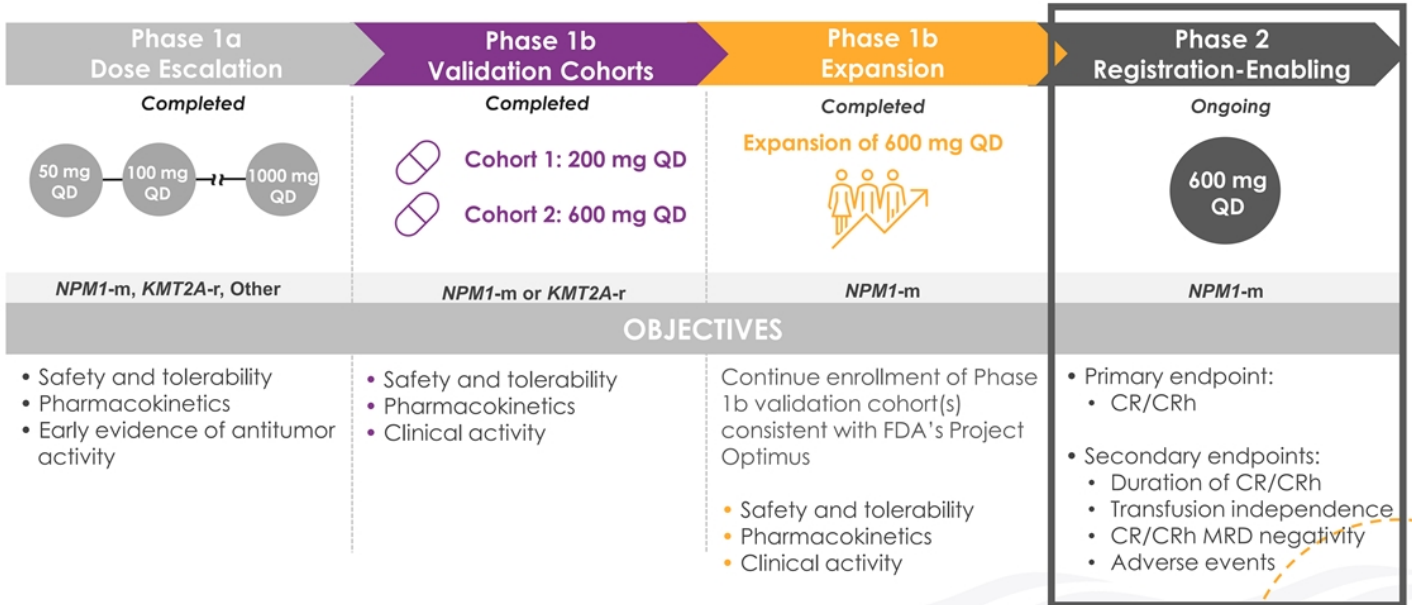 Phase 1a
Dose Escalation
Completed
50 mg
QD
100 mg
QD
1000 mg
QD
NPM1-m, KMT2A-r, Other
Phase 1b
Validation Cohorts
Completed
Cohort 1: 200 mg QD
Cohort 2: 600 mg QD
NPM1-m or KMT2A-r
Phase 1b
Expansion
Completed
Expansion of 600 mg QD
NPM1-m
Phase 2
Registration-Enabling
Ongoing
600 mg
QD
NPM1-m
OBJECTIVES
• Safety and tolerability
• Pharmacokinetics
• Early evidence of antitumor
activity
• Safety and tolerability
• Pharmacokinetics
• Clinical activity
Continue enrollment of Phase
1b validation cohort(s)
consistent with FDA's Project
Optimus
• Safety and tolerability
• Pharmacokinetics
• Clinical activity
• Primary endpoint:
• CR/CRh
• Secondary endpoints:
• Duration of CR/CRh
• Transfusion independence
• CR/CRh MRD negativity
• Adverse events